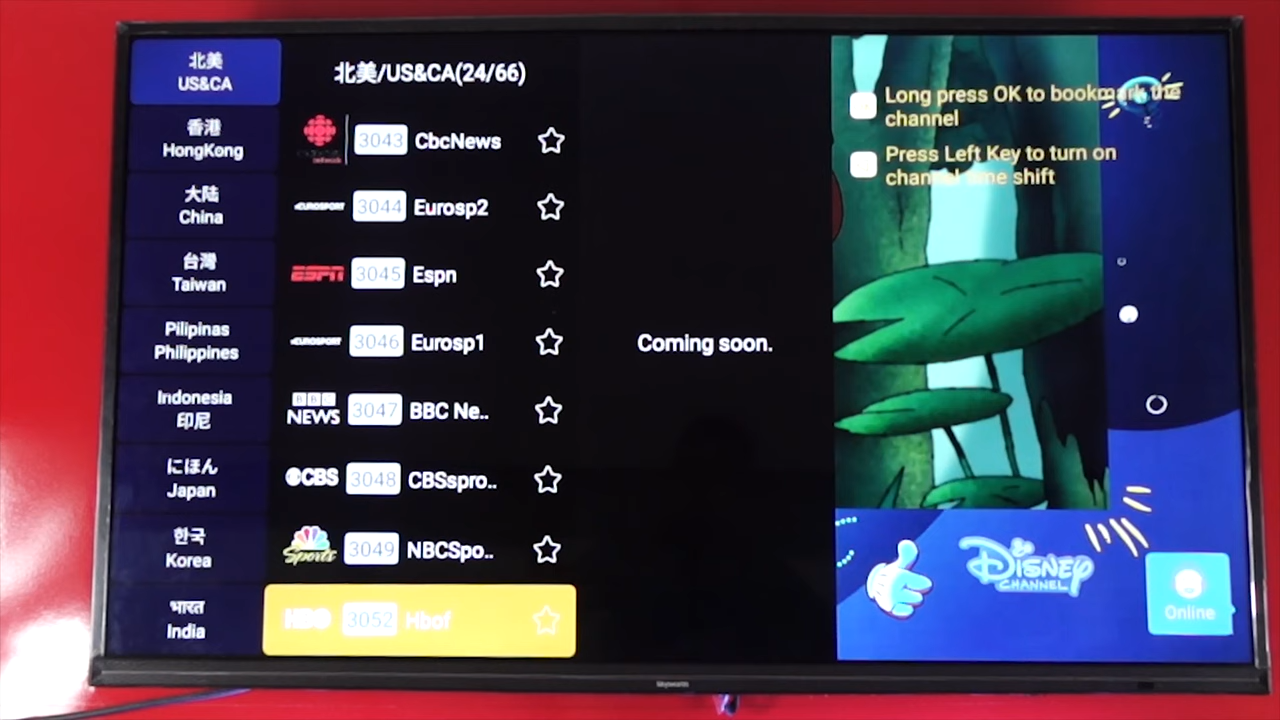 北美
US&CA
香港
HongKong
大陆
China
台灣
Taiwan
Pilipinas
Philippines
Indonesia
印尼
にほん
Japan
한국
Korea
भारत
India
北美/US&CA(24/66)
3043 CbcNews
EUROSPORT 3044 Eurosp2
ESPN 3045 Espn
EUROSPORT 3046 Eurosp1
BBC NEWS 3047 BBC Ne..
CBS 3048 CBSspro..
Sports 3049 NBCSpo..
HBO 3052 Hbof
Coming soon.
Long press OK to bookmark the
channel
Press Left Key to turn on
channel time shift
DISNEY
CHANNEL
Online
Skyworth